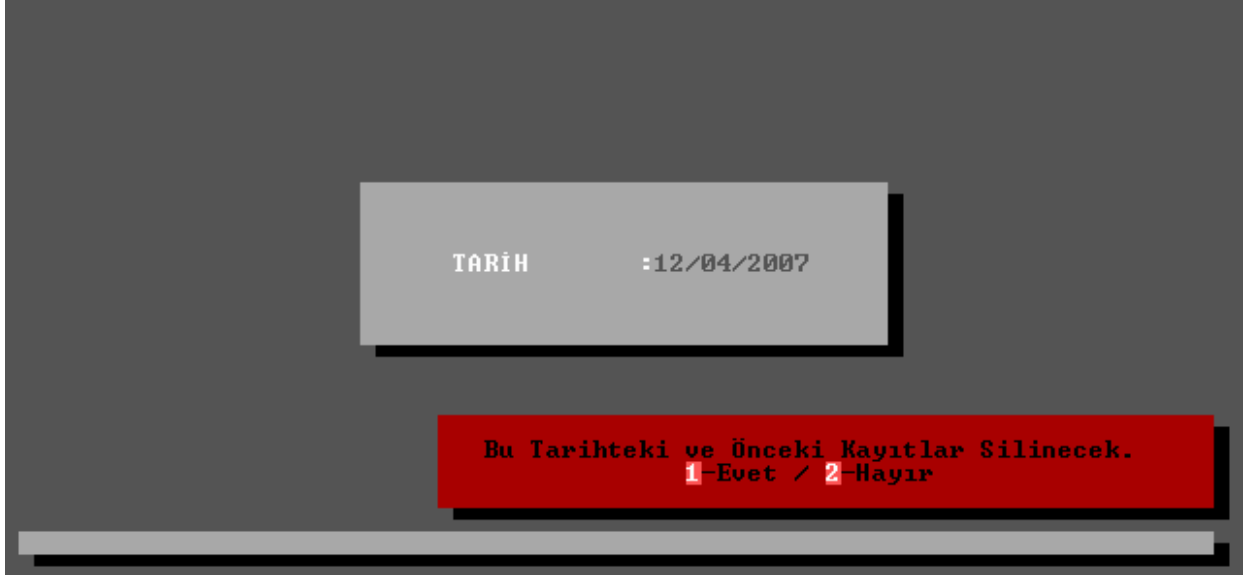 TARİH :12/04/2007
Bu Tarihteki ve Önceki Kayıtlar Silinecek.
1-Evet / 2-Hayır